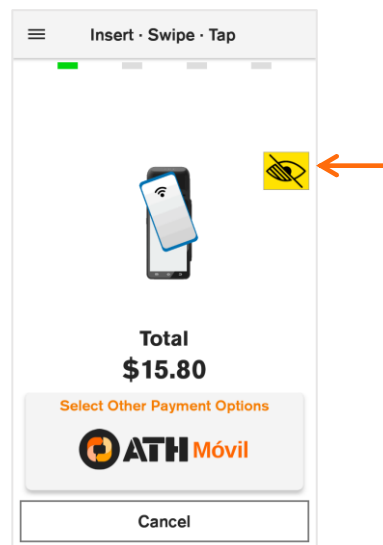 Insert · Swipe · Tap
Total
$15.80
Select Other Payment Options
ATH Móvil
Cancel